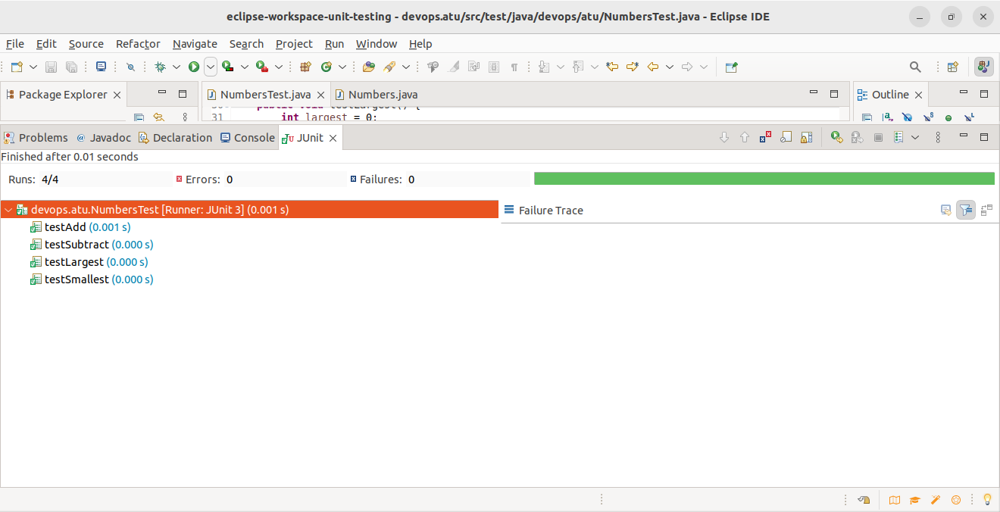 eclipse-workspace-unit-testing - devops.atu/src/test/java/devops/atu/NumbersTest.java - Eclipse IDE
File Edit Source Refactor Navigate Search Project Run Window Help
Package Explorer
NumbersTest.java
Numbers.java
Outline
public void testLargest() {
31 int largest = 0;
Problems @ Javadoc Declaration Console JUnit
Finished after 0.01 seconds
Runs: 4/4 Errors: 0 Failures: 0
devops.atu.NumbersTest [Runner: JUnit 3] (0.001 s)
Failure Trace
testAdd (0.001 s)
testSubtract (0.000 s)
testLargest (0.000 s)
testSmallest (0.000 s)